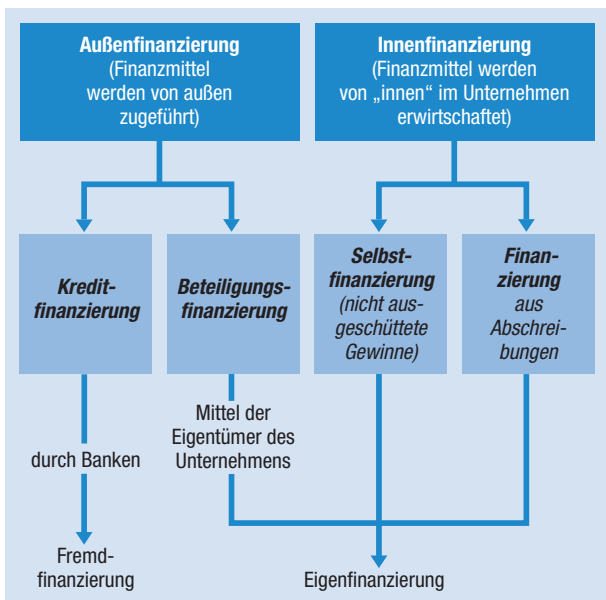 Außenfinanzierung
(Finanzmittel
werden von außen
zugeführt)
Innenfinanzierung
(Finanzmittel werden
von „innen“ im Unternehmen
erwirtschaftet)
Kredit-
finanzierung
Beteiligungs-
finanzierung
Selbst-
finanzierung
(nicht aus-
geschüttete
Gewinne)
Finan-
zierung
aus
Abschrei-
bungen
durch Banken
Mittel der
Eigentümer des
Unternehmens
Fremd-
finanzierung
Eigenfinanzierung